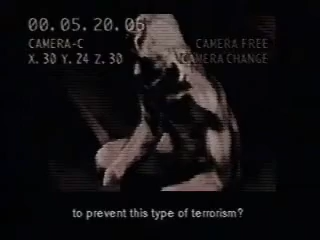 00.05.20.06
CAMERA-C
CAMERA FREE
X. 30 Y. 24 Z. 30
CAMERA CHANGE
to prevent this type of terrorism?